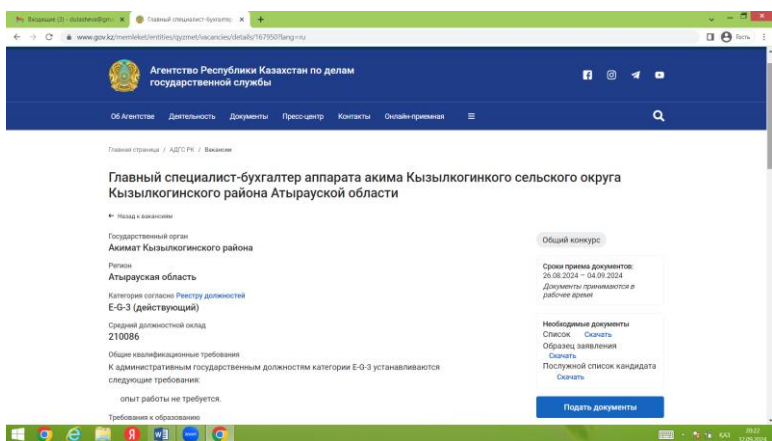 Входящие (3) - dulasheva@gm
Главный специалист-бухгалтер
www.gov.kz/memleket/entities/qyzmet/vacancies/details/167950?lang=ru
Гость
Агентство Республики Казахстан по делам
государственной службы
Об Агентстве Деятельность Документы Пресс-центр Контакты Онлайн-приемная
Главная страница / АДГС РК / Вакансии
Главный специалист-бухгалтер аппарата акима Кызылкогинкого сельского округа
Кызылкогинского района Атырауской области
← Назад к вакансиям
Государственный орган
Акимат Кызылкогинского района
Регион
Атырауская область
Категория согласно Реестру должностей
E-G-3 (действующий)
Средний должностной оклад
210086
Общие квалификационные требования
К административным государственным должностям категории E-G-3 устанавливаются
следующие требования:
опыт работы не требуется.
Требования к образованию
Общий конкурс
Сроки приема документов:
26.08.2024 – 04.09.2024
Документы принимаются в
рабочее время
Необходимые документы
Список Скачать
Образец заявления
Скачать
Послужной список кандидата
Скачать
Подать документы
ҚАЗ
20:22
12.09.2024